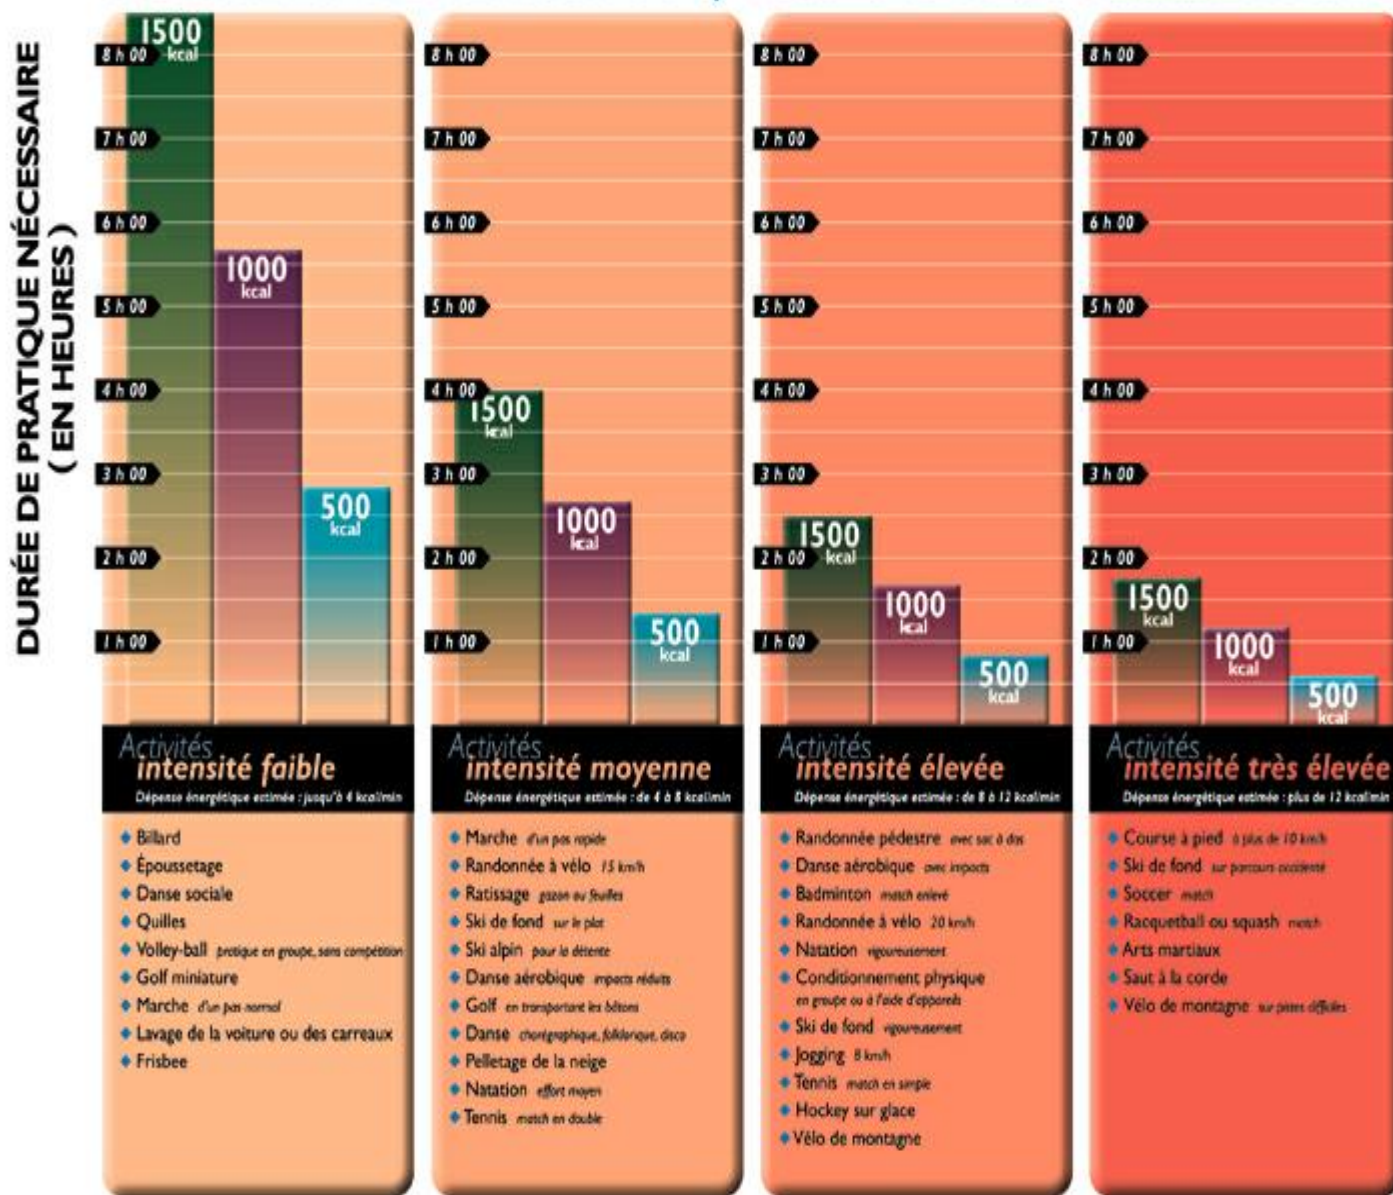 DURÉE DE PRATIQUE NÉCESSAIRE
( EN HEURES )
8 h 00
7 h 00
6 h 00
5 h 00
4 h 00
3 h 00
2 h 00
1 h 00
1500
kcal
1000
kcal
500
kcal
Activités
intensité faible
Dépense énergétique estimée : jusqu'à 4 kcal/min
Billard
Époussetage
Danse sociale
Quilles
Volley-ball pratique en groupe, sans compétition
Golf miniature
Marche d'un pas normal
Lavage de la voiture ou des carreaux
Frisbee
8 h 00
7 h 00
6 h 00
5 h 00
4 h 00
3 h 00
2 h 00
1 h 00
1500
kcal
1000
kcal
500
kcal
Activités
intensité moyenne
Dépense énergétique estimée : de 4 à 8 kcal/min
Marche d'un pas rapide
Randonnée à vélo 15 km/h
Ratissage gazon ou feuilles
Ski de fond sur le plat
Ski alpin pour la détente
Danse aérobique impacts réduits
Golf en transportant les bâtons
Danse chorégraphique, folklorique, disco
Pelletage de la neige
Natation effort moyen
Tennis match en double
8 h 00
7 h 00
6 h 00
5 h 00
4 h 00
3 h 00
2 h 00
1 h 00
1500
kcal
1000
kcal
500
kcal
Activités
intensité élevée
Dépense énergétique estimée : de 8 à 12 kcal/min
Randonnée pédestre avec sac à dos
Danse aérobique avec impacts
Badminton match enlevé
Randonnée à vélo 20 km/h
Natation vigoureusement
Conditionnement physique
en groupe ou à l'aide d'appareils
Ski de fond vigoureusement
Jogging 8 km/h
Tennis match en simple
Hockey sur glace
Vélo de montagne
8 h 00
7 h 00
6 h 00
5 h 00
4 h 00
3 h 00
2 h 00
1 h 00
1500
kcal
1000
kcal
500
kcal
Activités
intensité très élevée
Dépense énergétique estimée : plus de 12 kcal/min
Course à pied à plus de 10 km/h
Ski de fond sur parcours accidenté
Soccer match
Racquetball ou squash match
Arts martiaux
Saut à la corde
Vélo de montagne sur pistes difficiles